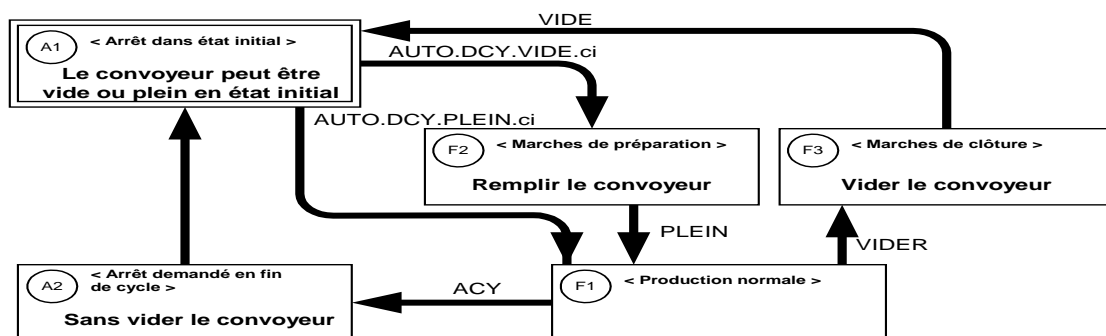 VIDE
A1
< Arrêt dans état initial >
Le convoyeur peut être
vide ou plein en état initial
AUTO.DCY.VIDE.ci
AUTO.DCY.PLEIN.ci
F2
< Marches de préparation >
Remplir le convoyeur
F3
< Marches de clôture >
Vider le convoyeur
PLEIN
VIDER
A2
< Arrêt demandé en fin
de cycle >
Sans vider le convoyeur
ACY
F1
< Production normale >